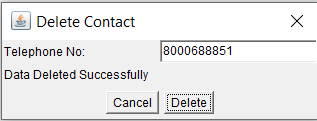 Delete Contact
Telephone No: 8000688851
Data Deleted Successfully
Cancel Delete